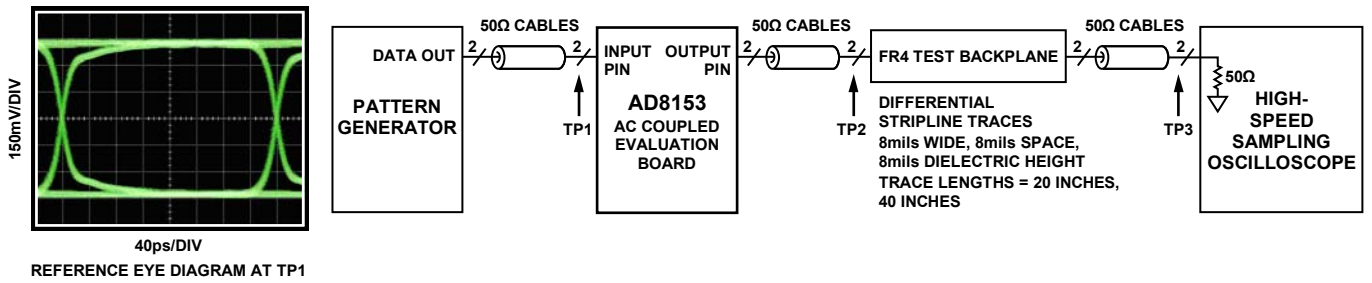 150mV/DIV
40ps/DIV
REFERENCE EYE DIAGRAM AT TP1
DATA OUT
PATTERN
GENERATOR
50Ω CABLES
2
2
TP1
INPUT
PIN
OUTPUT
PIN
AD8153
AC COUPLED
EVALUATION
BOARD
50Ω CABLES
2
2
TP2
FR4 TEST BACKPLANE
DIFFERENTIAL
STRIPLINE TRACES
8mils WIDE, 8mils SPACE,
8mils DIELECTRIC HEIGHT
TRACE LENGTHS = 20 INCHES,
40 INCHES
50Ω CABLES
2
2
TP3
50Ω
HIGH-
SPEED
SAMPLING
OSCILLOSCOPE